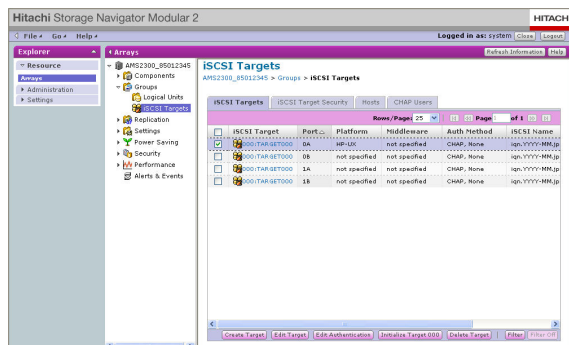 Hitachi Storage Navigator Modular 2
HITACH
File Go Help
Logged in as: system Close Logout
Explorer
Arrays
Refresh Information Help
Resource
Arrays
Administration
Settings
AMS2300_85012345
Components
Groups
Logical Units
iSCSI Targets
Replication
Settings
Power Saving
Security
Performance
Alerts & Events
iSCSI Targets
AMS2300_85012345 > Groups > iSCSI Targets
iSCSI Targets iSCSI Target Security Hosts CHAP Users
Rows/Page: 25 Page 1 of 1
iSCSI Target Port Platform Middleware Auth Method iSCSI Name
000:TARGET000 0A HP-UX not specified CHAP, None iqn.YYYY-MM.jp
000:TARGET000 0B not specified not specified CHAP, None iqn.YYYY-MM.jp
000:TARGET000 1A not specified not specified CHAP, None iqn.YYYY-MM.jp
000:TARGET000 1B not specified not specified CHAP, None iqn.YYYY-MM.jp
Create Target Edit Target Edit Authentication Initialize Target 000 Delete Target Filter Filter Off